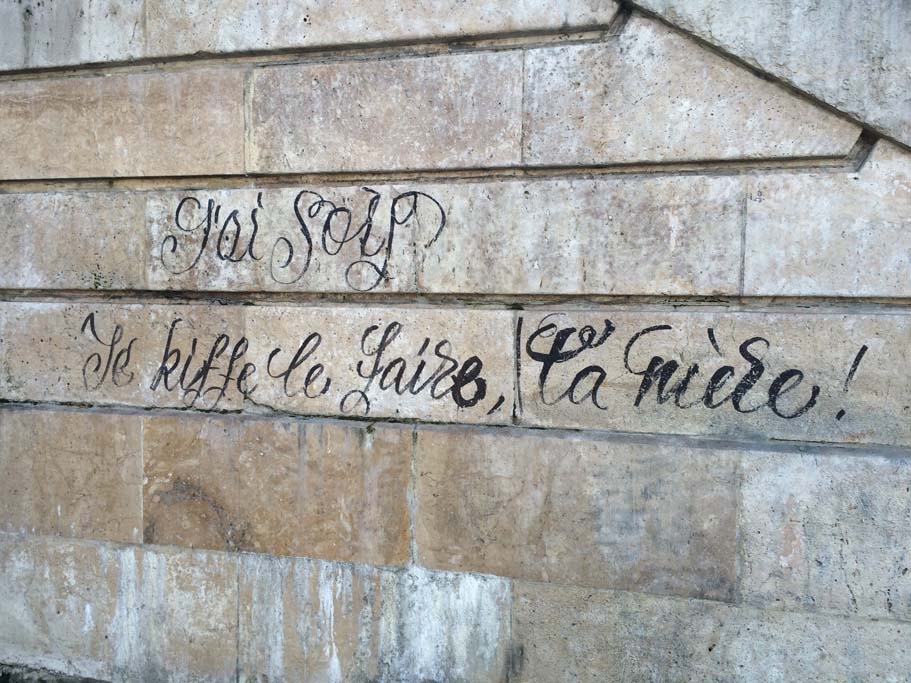 J'ai Soif
Je kiffe le faire, ta mère !